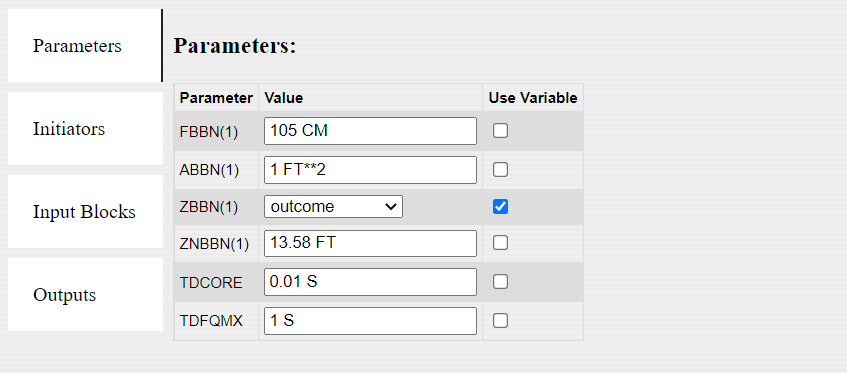 Parameters
Initiators
Input Blocks
Outputs
Parameters:
Parameter Value Use Variable
FBBN(1) 105 CM
ABBN(1) 1 FT**2
ZBBN(1) outcome
ZNBBN(1) 13.58 FT
TDCORE 0.01 S
TDFQMX 1 S